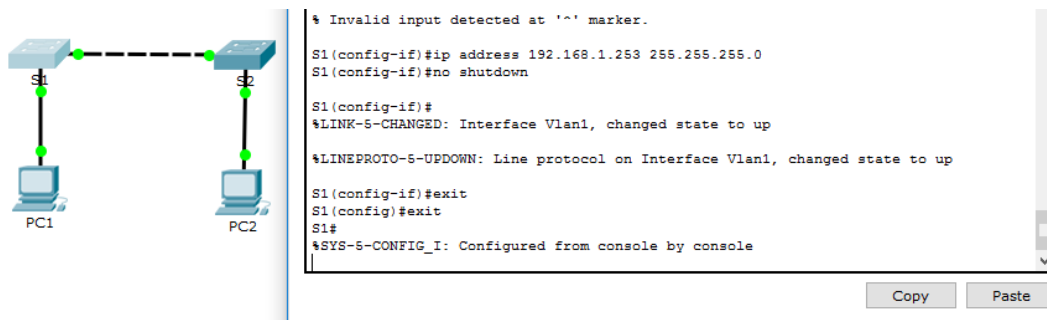 S1
S2
PC1
PC2
% Invalid input detected at '^' marker.
S1(config-if)#ip address 192.168.1.253 255.255.255.0
S1(config-if)#no shutdown
S1(config-if)#
%LINK-5-CHANGED: Interface Vlan1, changed state to up
%LINEPROTO-5-UPDOWN: Line protocol on Interface Vlan1, changed state to up
S1(config-if)#exit
S1(config)#exit
S1#
%SYS-5-CONFIG_I: Configured from console by console
Copy
Paste